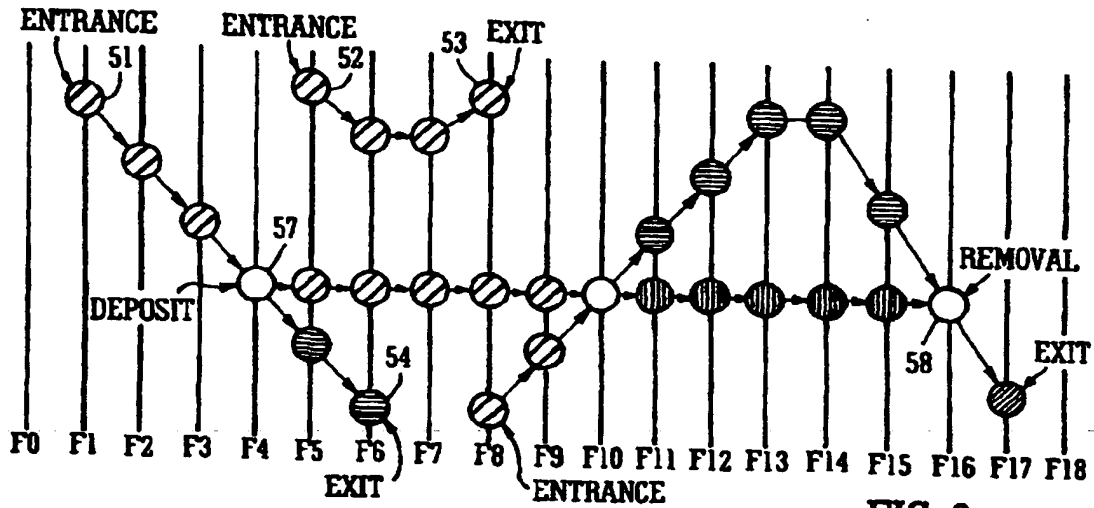 ENTRANCE
51
ENTRANCE
52
53
EXIT
57
DEPOSIT
54
REMOVAL
58
EXIT
F0 F1 F2 F3 F4 F5 F6 F7 F8 F9 F10 F11 F12 F13 F14 F15 F16 F17 F18
EXIT
ENTRANCE